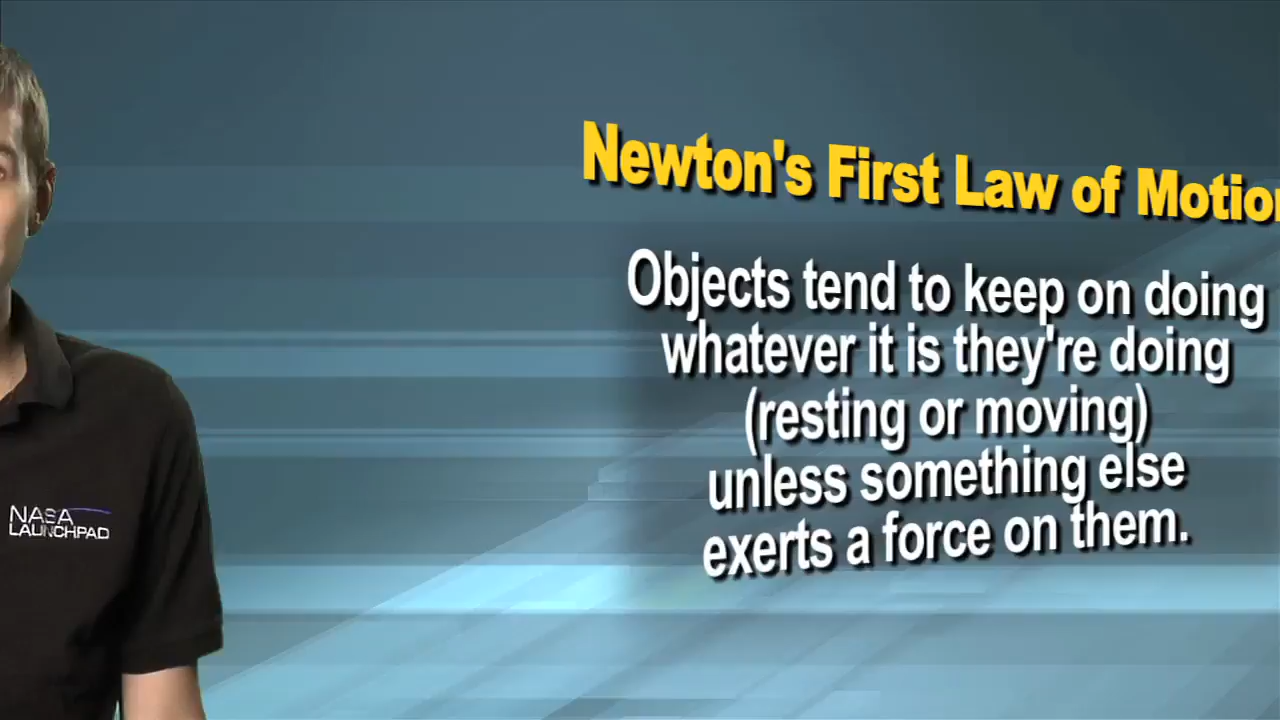 Newton's First Law of Motion
Objects tend to keep on doing
whatever it is they're doing
(resting or moving)
unless something else
exerts a force on them.
NASA
LAUNCHPAD